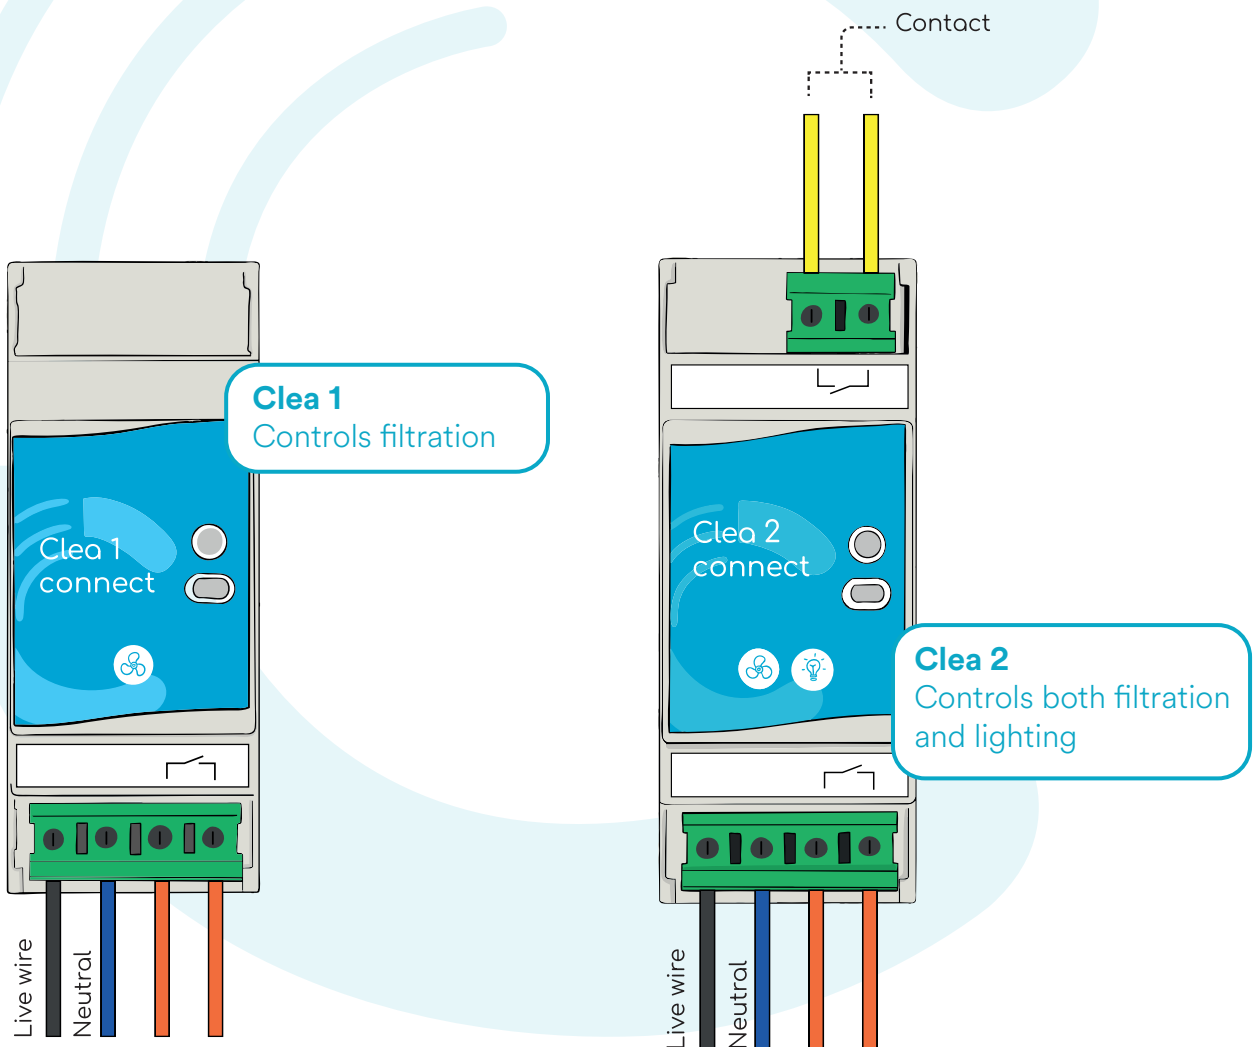 Contact
Clea 1
Controls filtration
Clea 1
connect
Live wire
Neutral
Clea 2
connect
Clea 2
Controls both filtration
and lighting
Live wire
Neutral